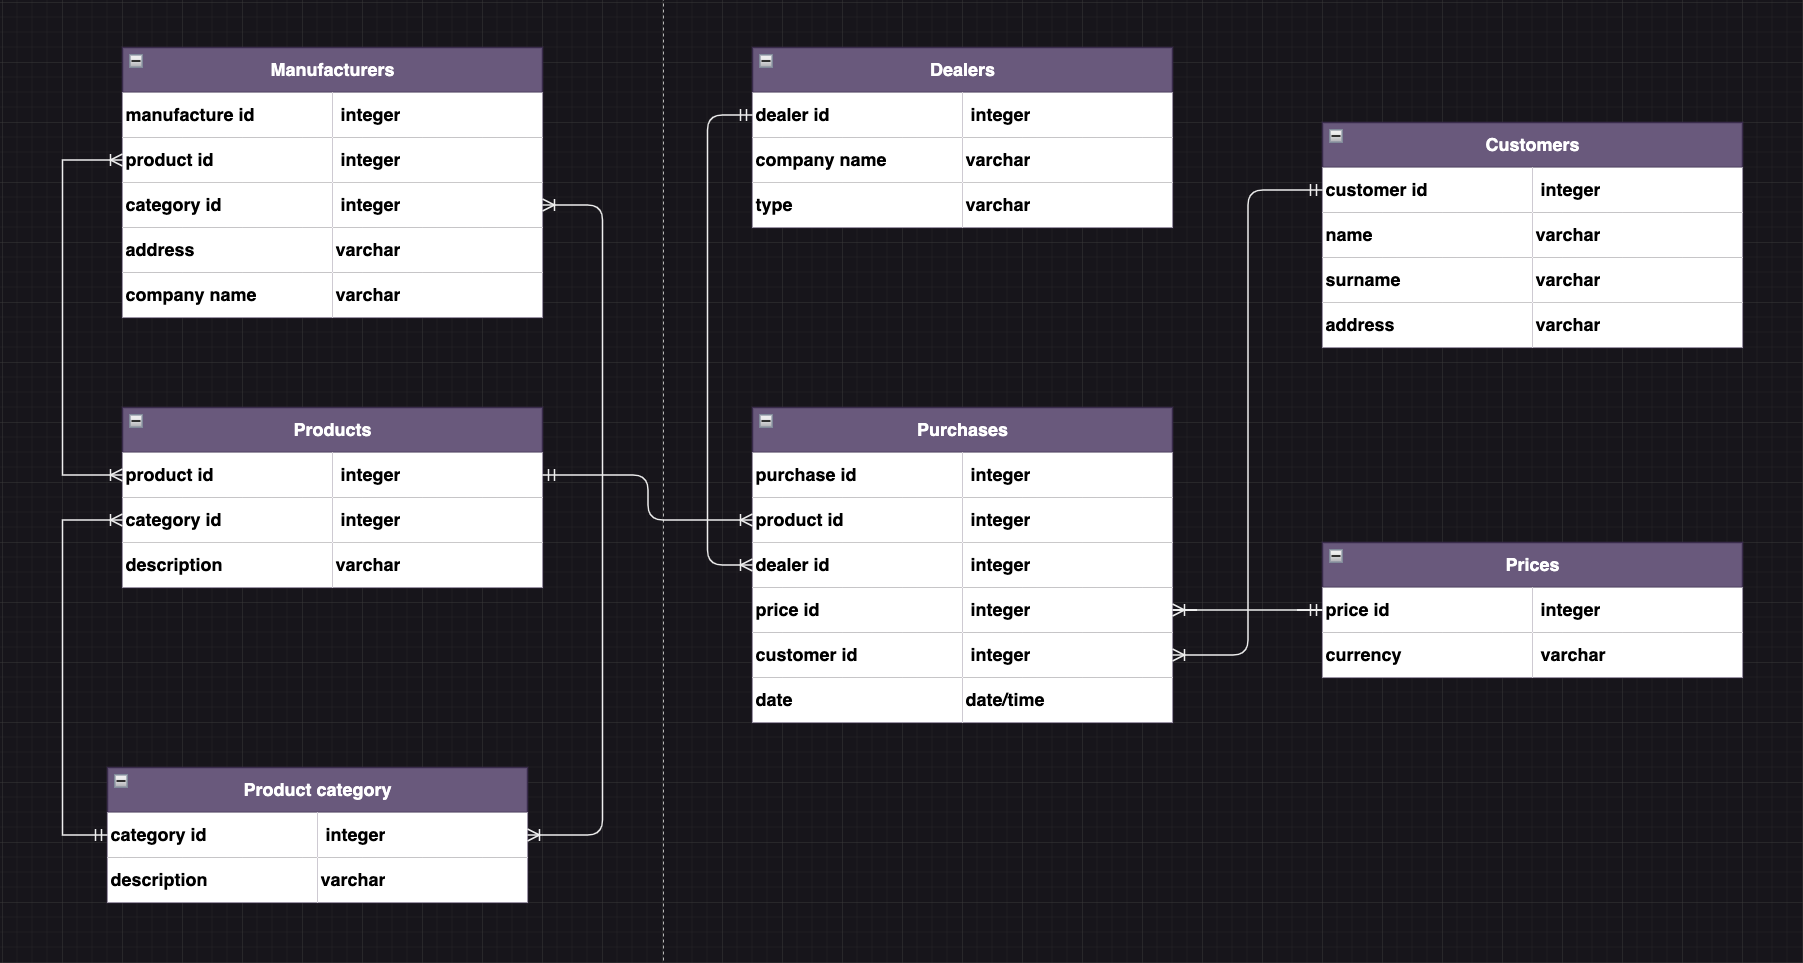 Manufacturers
manufacture id integer
product id integer
category id integer
address varchar
company name varchar
Products
product id integer
category id integer
description varchar
Product category
category id integer
description varchar
Dealers
dealer id integer
company name varchar
type varchar
Purchases
purchase id integer
product id integer
dealer id integer
price id integer
customer id integer
date date/time
Customers
customer id integer
name varchar
surname varchar
address varchar
Prices
price id integer
currency varchar